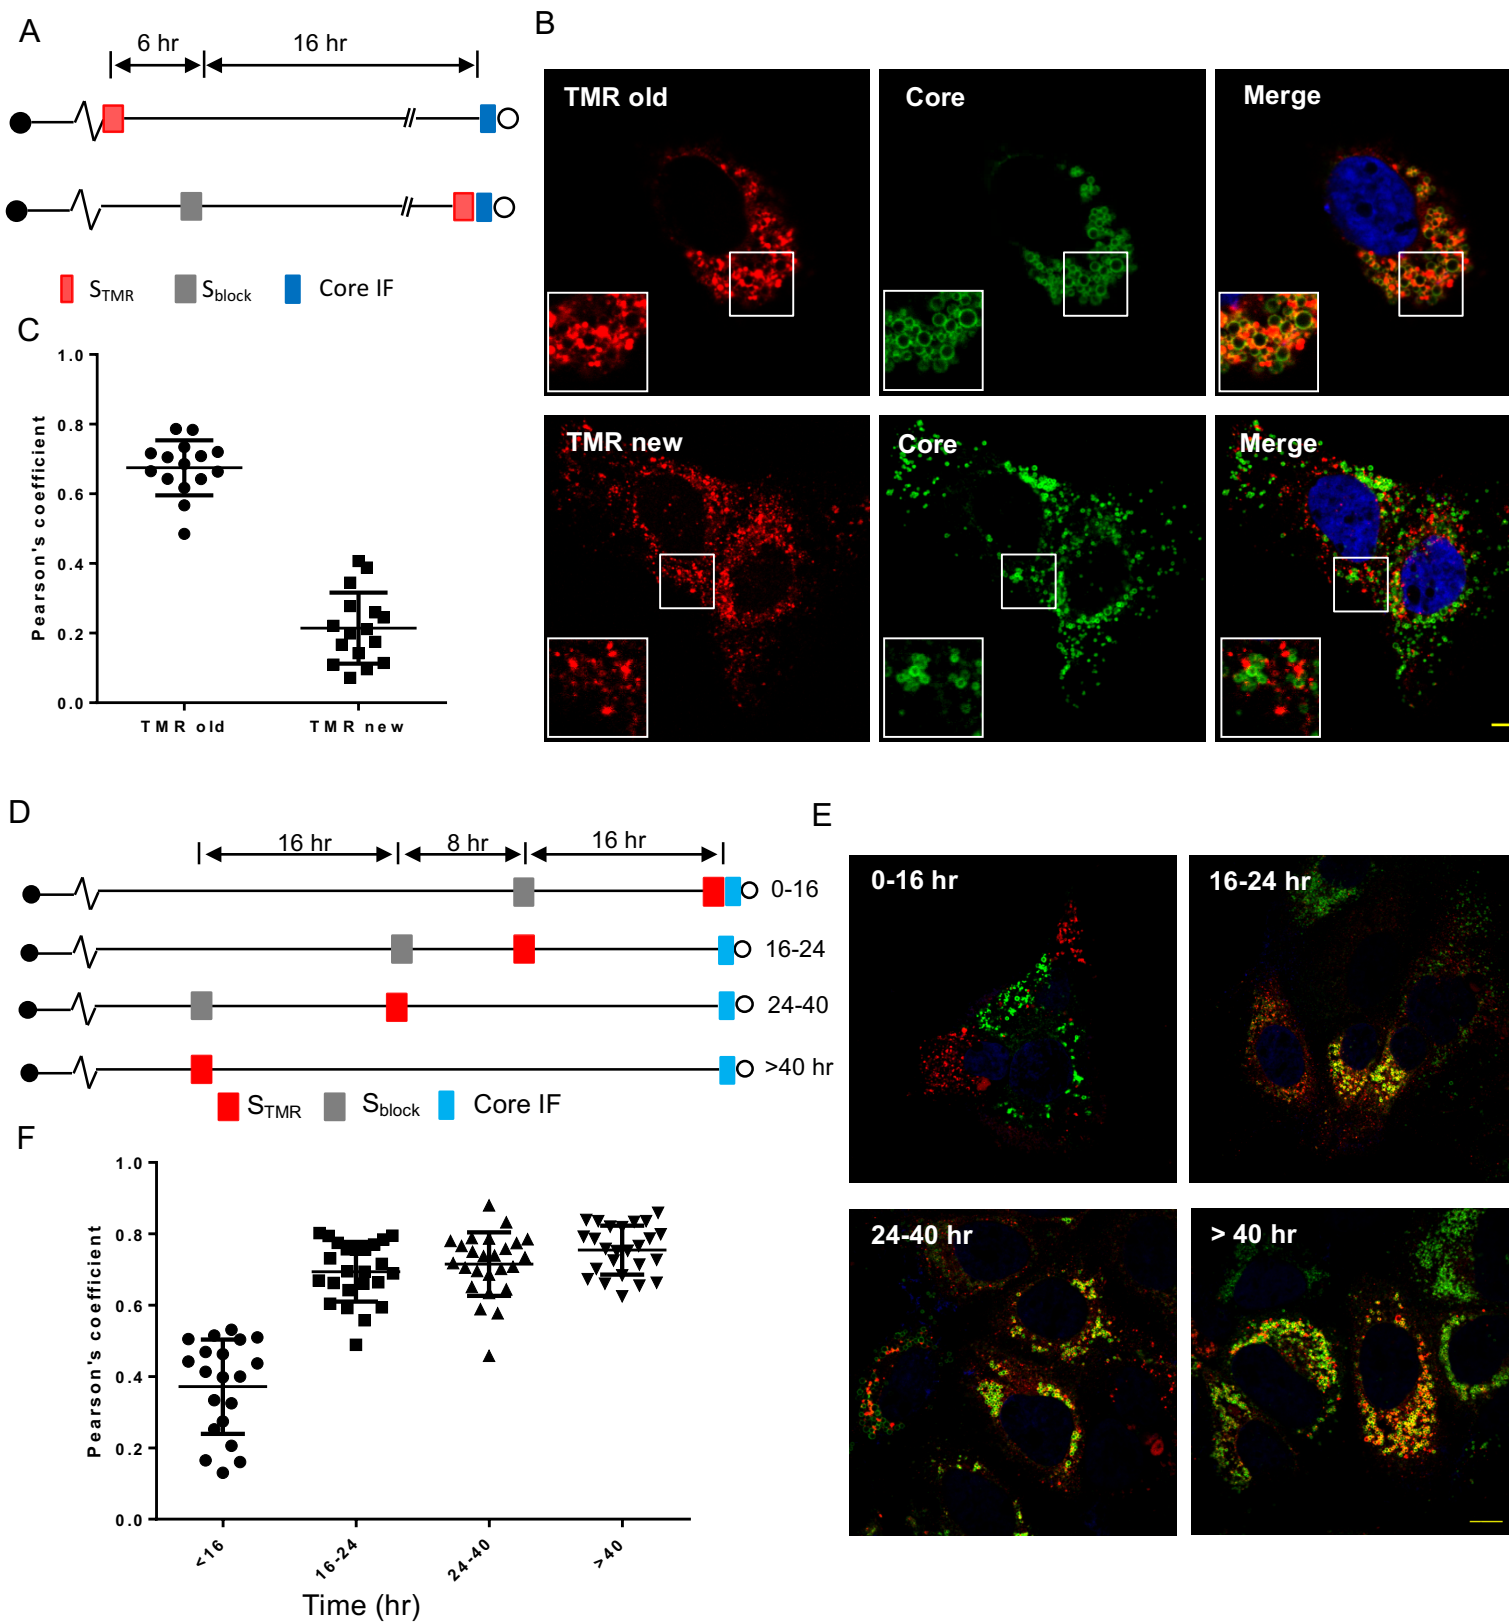 A
6 hr
16 hr
S_TMR
S_block
Core IF
B
TMR old
Core
Merge
TMR new
Core
Merge
C
Pearson's coefficient
1.0
0.8
0.6
0.4
0.2
0.0
TMR old
TMR new
D
16 hr
8 hr
16 hr
0-16
16-24
24-40
>40 hr
S_TMR
S_block
Core IF
E
0-16 hr
16-24 hr
24-40 hr
> 40 hr
F
Pearson's coefficient
1.0
0.8
0.6
0.4
0.2
0.0
<16
16-24
24-40
>40
Time (hr)